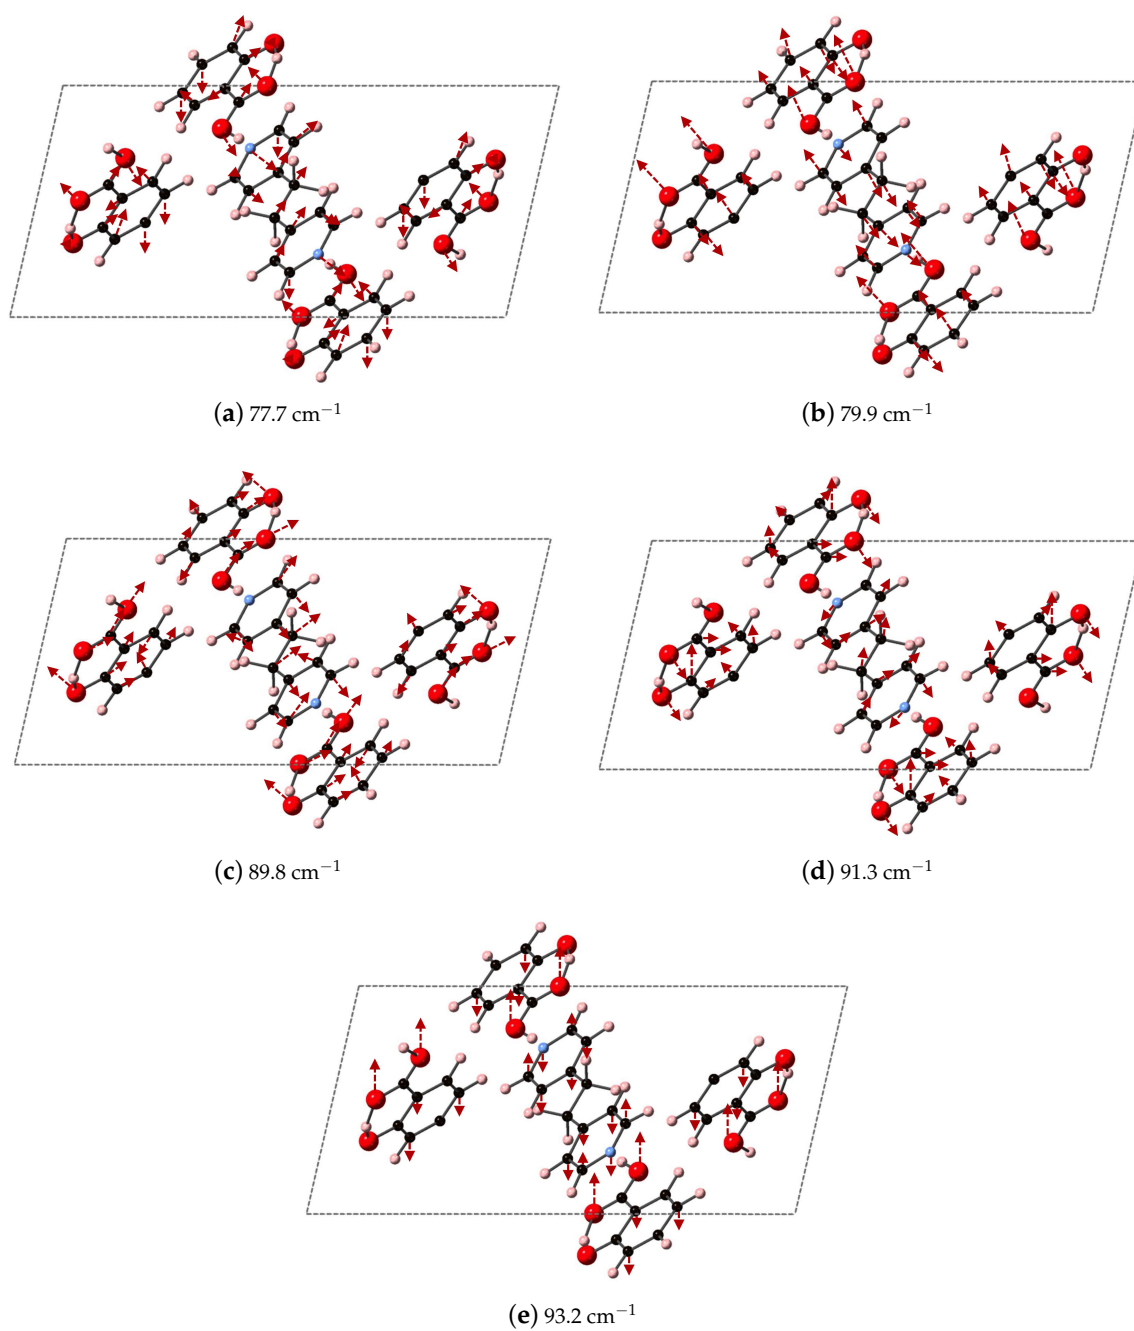 (a) 77.7 cm⁻¹
(b) 79.9 cm⁻¹
(c) 89.8 cm⁻¹
(d) 91.3 cm⁻¹
(e) 93.2 cm⁻¹